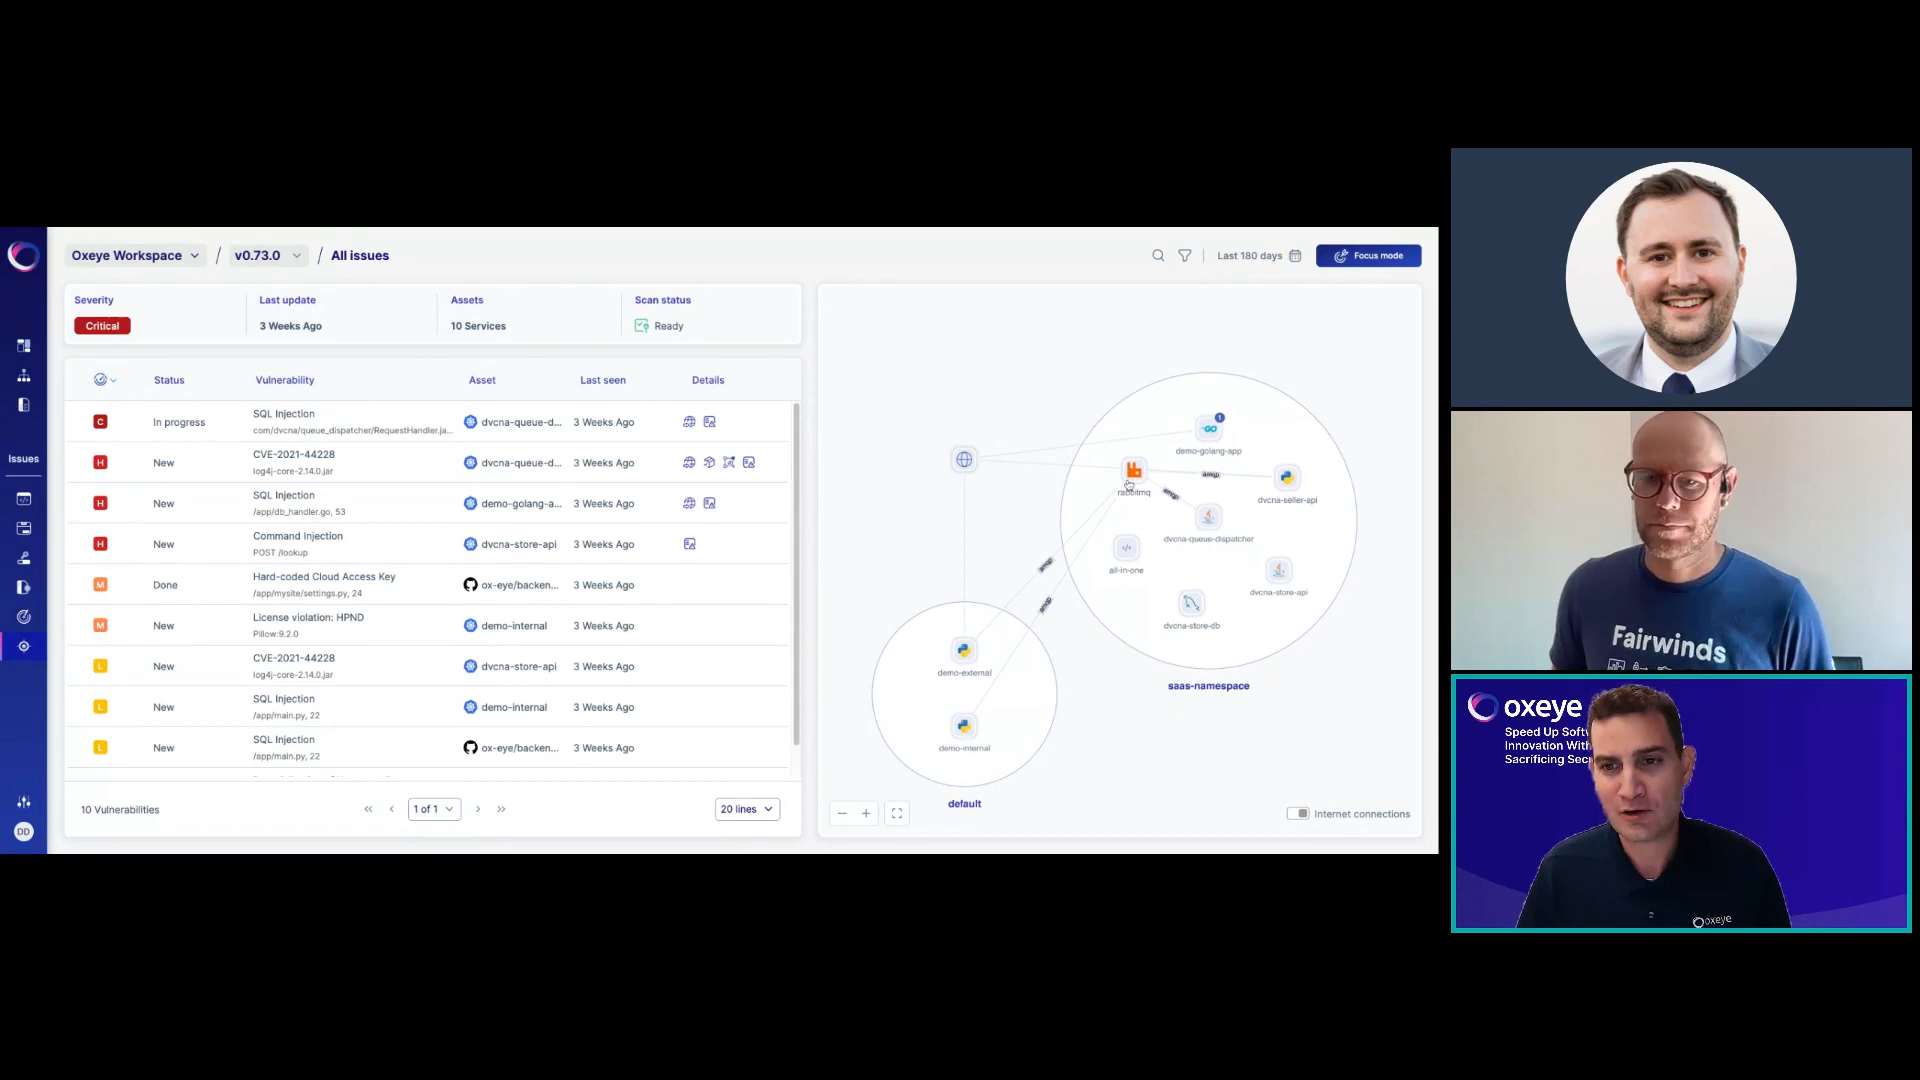 Oxeye Workspace / v0.73.0 / All issues
Last 180 days
Focus mode
Severity
Last update
Assets
Scan status
Critical
3 Weeks Ago
10 Services
Ready
Issues
Status
Vulnerability
Asset
Last seen
Details
C In progress SQL Injection dvcna-queue-d... 3 Weeks Ago
com/dvcna/queue_dispatcher/RequestHandler.ja...
H New CVE-2021-44228 dvcna-queue-d... 3 Weeks Ago
log4j-core-2.14.0.jar
H New SQL Injection demo-golang-a... 3 Weeks Ago
/app/db_handler.go, 53
H New Command Injection dvcna-store-api 3 Weeks Ago
POST /lookup
M Done Hard-coded Cloud Access Key ox-eye/backen... 3 Weeks Ago
/app/mysite/settings.py, 24
M New License violation: HPND demo-internal 3 Weeks Ago
Pillow:9.2.0
L New CVE-2021-44228 dvcna-store-api 3 Weeks Ago
log4j-core-2.14.0.jar
L New SQL Injection demo-internal 3 Weeks Ago
/app/main.py, 22
L New SQL Injection ox-eye/backen... 3 Weeks Ago
/app/main.py, 22
10 Vulnerabilities
1 of 1
20 lines
DD
1
GO
demo-golang-app
rabbitmq
amqp
amqp
dvcna-seller-api
dvcna-queue-dispatcher
all-in-one
dvcna-store-api
dvcna-store-db
saas-namespace
amqp
amqp
demo-external
demo-internal
default
Internet connections
Fairwinds
oxeye
Speed Up Softw
Innovation With
Sacrificing Sec
oxeye